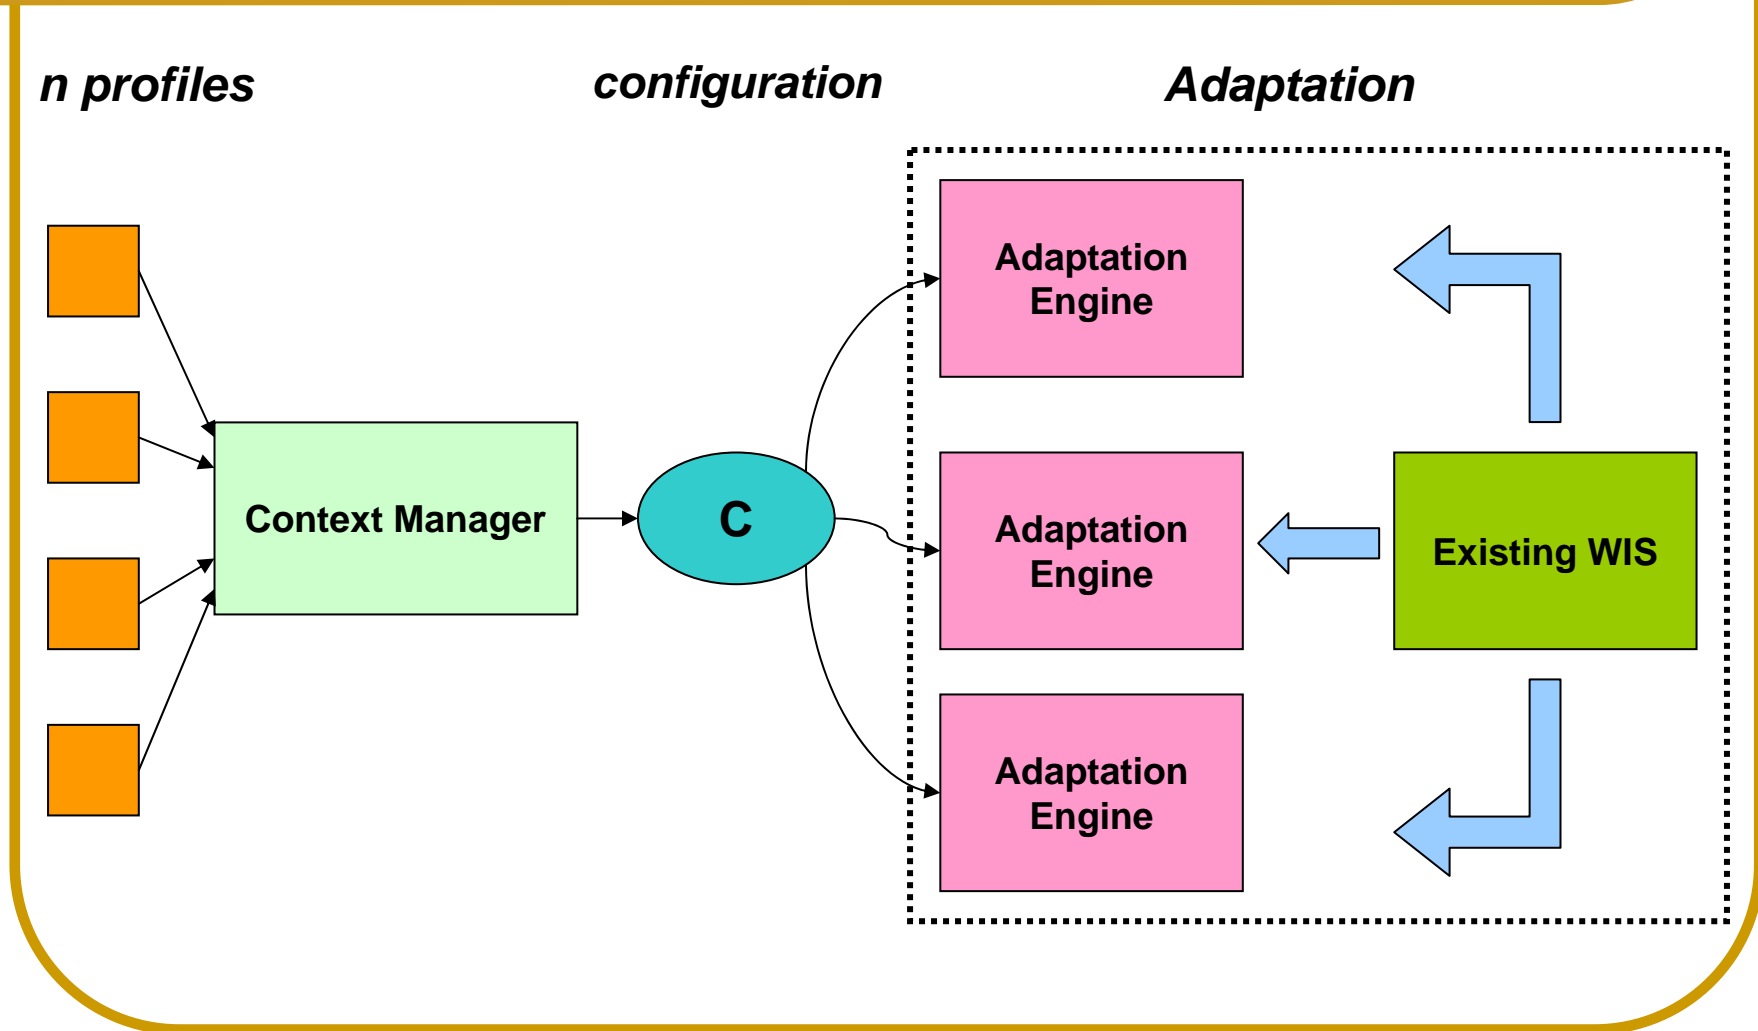 n profiles
configuration
Adaptation
Adaptation
Engine
Context Manager
C
Adaptation
Engine
Existing WIS
Adaptation
Engine